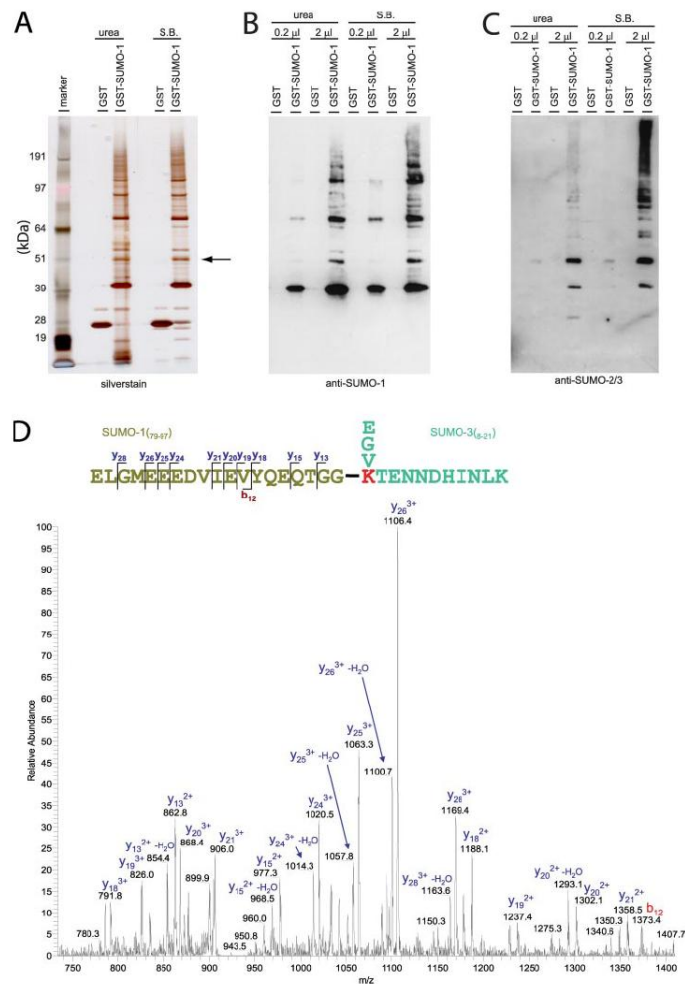 A
urea
S.B.
marker
GST
GST-SUMO-1
GST
GST-SUMO-1
191
97
64
51
39
28
19
(kDa)
silverstain
B
urea
S.B.
0.2 µl
2 µl
0.2 µl
2 µl
GST
GST-SUMO-1
GST
GST-SUMO-1
GST
GST-SUMO-1
GST
GST-SUMO-1
anti-SUMO-1
C
urea
S.B.
0.2 µl
2 µl
0.2 µl
2 µl
GST
GST-SUMO-1
GST
GST-SUMO-1
GST
GST-SUMO-1
GST
GST-SUMO-1
anti-SUMO-2/3
D
SUMO-1(79-97)
E
G
V
SUMO-3(8-21)
y28 y26 y25 y24 y21 y20 y19 y18 y15 y13
ELGMEEEDVIEVYQEQTGG–KTENNDHINLK
b12
Relative Abundance
100
95
90
85
80
75
70
65
60
55
50
45
40
35
30
25
20
15
10
5
0
y26 3+
1106.4
y26 3+ -H2O
1100.7
y25 3+
1063.3
y25 3+ -H2O
1057.8
y24 3+
1020.5
y24 3+ -H2O
1014.3
y13 2+
862.8
y13 2+ -H2O
854.4
y20 3+
868.4
y21 3+
906.0
y19 3+
826.0
y18 3+
791.8
780.3
899.9
y15 2+
977.3
y15 2+ -H2O
968.5
960.0
950.8
943.5
y28 3+
1169.4
y28 3+ -H2O
1163.6
1150.3
y18 2+
1188.1
y19 2+
1237.4
1275.3
y20 2+ -H2O
1293.1
y20 2+
1302.1
1340.6
1350.3
y21 2+
1358.5
b12
1373.4
1407.7
750 800 850 900 950 1000 1050 1100 1150 1200 1250 1300 1350 1400
m/z